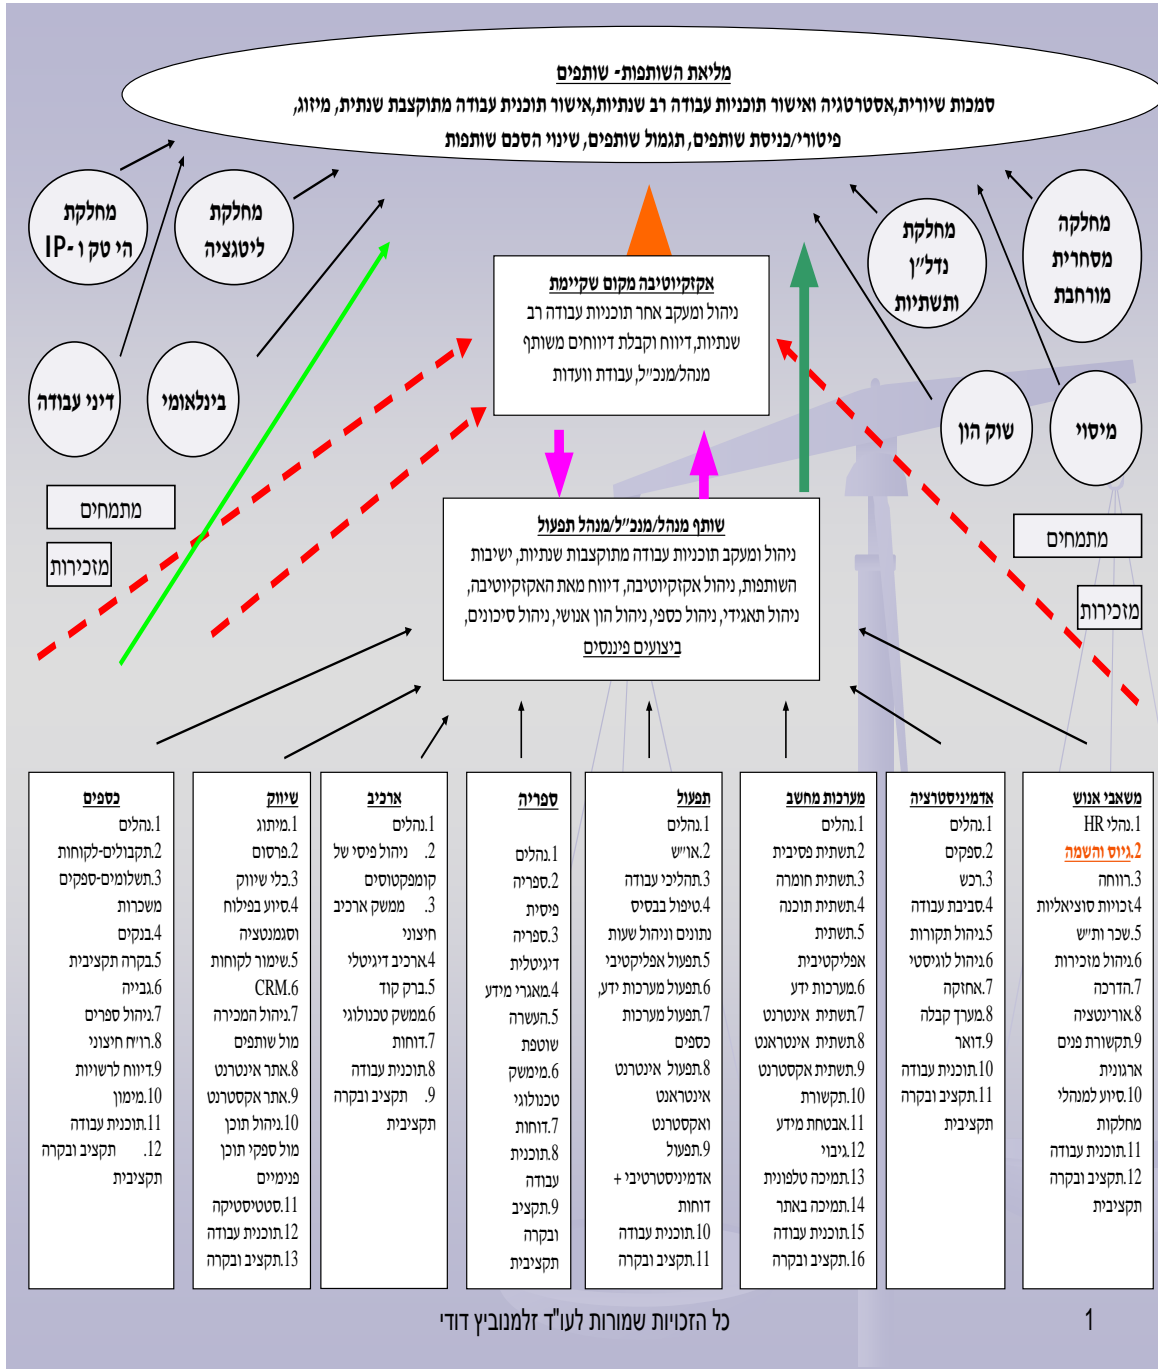 מליאת השותפות- שותפים
סמכות שיורית,אסטרטגיה ואישור תוכניות עבודה רב שנתיות,אישור תוכנית עבודה מתוקצבת שנתית, מיזוג,
פיטורי/כניסת שותפים, תגמול שותפים, שינוי הסכם שותפות
מחלקה
מסחרית
מורחבת
מחלקת
נדל"ן
ותשתיות
מחלקת
ליטגציה
מחלקת
הי טק ו -IP
אקזקיוטיבה מקום שקיימת
ניהול ומעקב אחר תוכניות עבודה רב
שנתיות, דיווח וקבלת דיווחים משותף
מנהל/מנכ"ל, עבודת וועדות
מיסוי
שוק הון
בינלאומי
דיני עבודה
מתמחים
מזכירות
מתמחים
מזכירות
שותף מנהל/מנכ"ל/מנהל תפעול
ניהול ומעקב תוכניות עבודה מתוקצבות שנתיות, ישיבות
השותפות, ניהול אקזקיוטיבה, דיווח מאת האקזקיוטיבה,
ניהול תאגידי, ניהול כספי, ניהול הון אנושי, ניהול סיכונים,
ביצועים פיננסים
משאבי אנוש
1.נהלי HR
2.גיוס והשמה
3.רווחה
4.זכויות סוציאליות
5.שכר ות"ש
6.ניהול מזכירות
7.הדרכה
8.אורינטציה
9.תקשורת פנים
ארגונית
10.סיוע למנהלי
מחלקות
11.תוכנית עבודה
12.תקציב ובקרה
תקציבית
אדמיניסטרציה
1.נהלים
2.ספקים
3.רכש
4.סביבת עבודה
5.ניהול תקורות
6.ניהול לוגיסטי
7.אחזקה
8.מערך קבלה
9.דואר
10.תוכנית עבודה
11.תקציב ובקרה
תקציבית
מערכות מחשב
1.נהלים
2.תשתית פסיבית
3.תשתית חומרה
4.תשתית תוכנה
5.תשתית
אפליקטיבית
6.מערכות ידע
7.תשתית אינטרנט
8.תשתית אינטראנט
9.תשתית אקסטרנט
10.תקשורת
11.אבטחת מידע
12.גיבוי
13.תמיכה טלפונית
14.תמיכה באתר
15.תוכנית עבודה
16.תקציב ובקרה
תפעול
1.נהלים
2.או"ש
3.תהליכי עבודה
4.טיפול בבסיס
נתונים וניהול שעות
5.תפעול אפליקטיבי
6.תפעול מערכות ידע,
7.תפעול מערכות
כספים
8.תפעול אינטרנט
אינטראנט
ואקסטרנט
9.תפעול
אדמיניסטרטיבי +
דוחות
10.תוכנית עבודה
11.תקציב ובקרה
ספריה
1.נהלים
2.ספריה
פיסית
3.ספריה
דיגיטלית
4.מאגרי מידע
5.העשרה
שוטפת
6.מימשק
טכנולוגי
7.דוחות
8.תוכנית
עבודה
9.תקציב
ובקרה
תקציבית
ארכיב
1.נהלים
2. ניהול פיסי של
קומפקטוסים
3. ממשק ארכיב
חיצוני
4.ארכיב דיגיטלי
5.ברק קוד
6.ממשק טכנולוגי
7.דוחות
8.תוכנית עבודה
9. תקציב ובקרה
תקציבית
שיווק
1.מיתוג
2.פרסום
3.כלי שיווק
4.סיוע בפילוח
וסגמנטציה
5.שימור לקוחות
6.CRM
7.ניהול המכירה
מול שותפים
8.אתר אינטרנט
9.אתר אקסטרנט
10.ניהול תוכן
מול ספקי תוכן
פנימיים
11.סטטיסטיקה
12.תוכנית עבודה
13.תקציב ובקרה
כספים
1.נהלים
2.תקבולים-לקוחות
3.תשלומים-ספקים
משכרות
4.בנקים
5.בקרה תקציבית
6.גבייה
7.ניהול ספרים
8.רו"ח חיצוני
9.דיווח לרשויות
10.מימון
11.תוכנית עבודה
12. תקציב ובקרה
תקציבית
כל הזכויות שמורות לעו"ד זלמנוביץ דודי
1